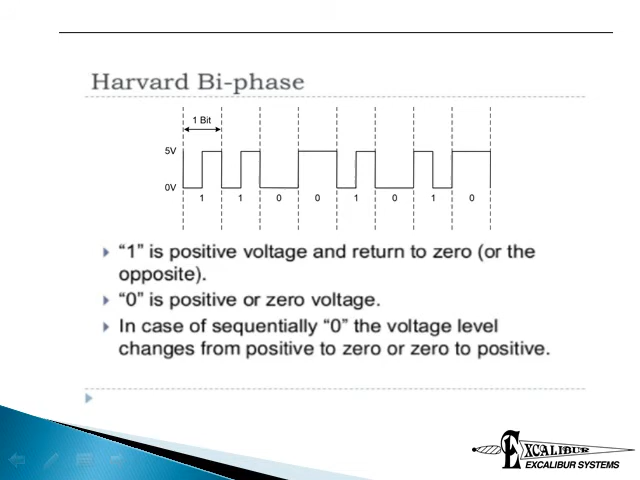 Harvard Bi-phase
1 Bit
5V
0V
1 1 0 0 1 0 1 0
“1” is positive voltage and return to zero (or the
opposite).
“0” is positive or zero voltage.
In case of sequentially “0” the voltage level
changes from positive to zero or zero to positive.
EXCALIBUR
EXCALIBUR SYSTEMS